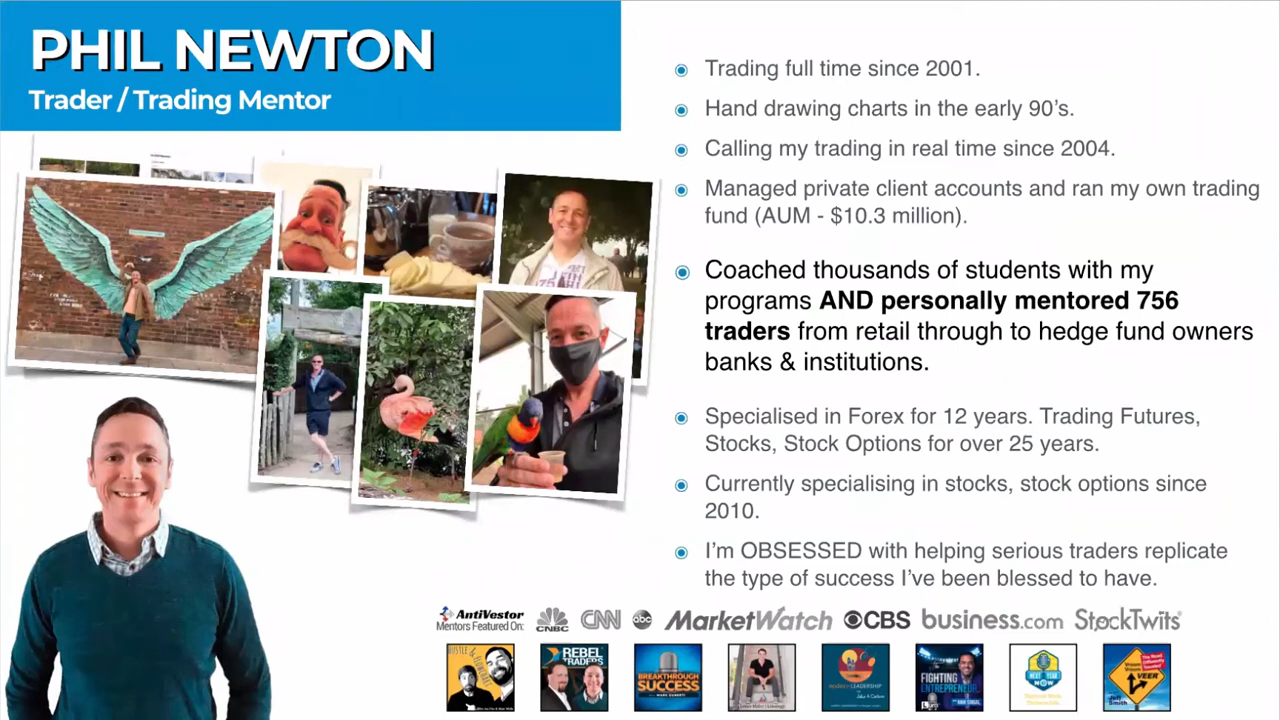 PHIL NEWTON
Trader / Trading Mentor
Trading full time since 2001.
Hand drawing charts in the early 90's.
Calling my trading in real time since 2004.
Managed private client accounts and ran my own trading
fund (AUM - $10.3 million).
Coached thousands of students with my
programs AND personally mentored 756
traders from retail through to hedge fund owners
banks & institutions.
Specialised in Forex for 12 years. Trading Futures,
Stocks, Stock Options for over 25 years.
Currently specialising in stocks, stock options since
2010.
I'm OBSESSED with helping serious traders replicate
the type of success I've been blessed to have.
AntiVestor
Mentors Featured On:
CNBC
CNN
abc
MarketWatch
CBS
business.com
StockTwits
REBEL
TRADERS
BREAKTHROUGH
SUCCESS
FIGHTING
ENTREPRENEUR
NEXT
YEAR
NOW
VEER
Smith